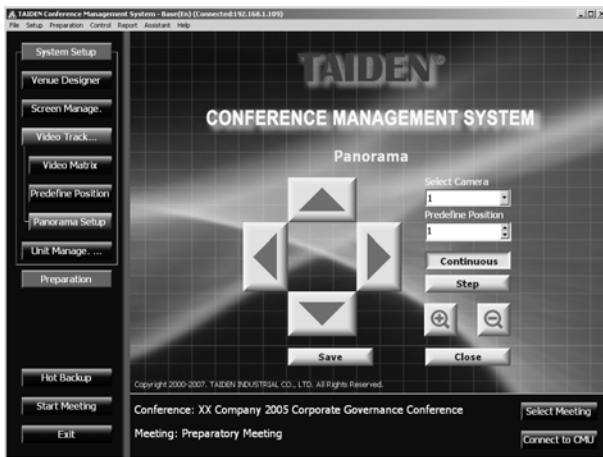 TAIDEN Conference Management System - Base(En) (Connected:192.168.1.109)
File Setup Preparation Control Report Assistant Help
System Setup
Venue Designer
Screen Manage.
Video Track...
Video Matrix
Predefine Position
Panorama Setup
Unit Manage. ...
Preparation
Hot Backup
Start Meeting
Exit
TAIDEN®
CONFERENCE MANAGEMENT SYSTEM
Panorama
Select Camera
1
Predefine Position
1
Continuous
Step
Save
Close
Copyright 2000-2007. TAIDEN INDUSTRIAL CO., LTD. All Rights Reserved.
Conference: XX Company 2005 Corporate Governance Conference
Meeting: Preparatory Meeting
Select Meeting
Connect to CMU